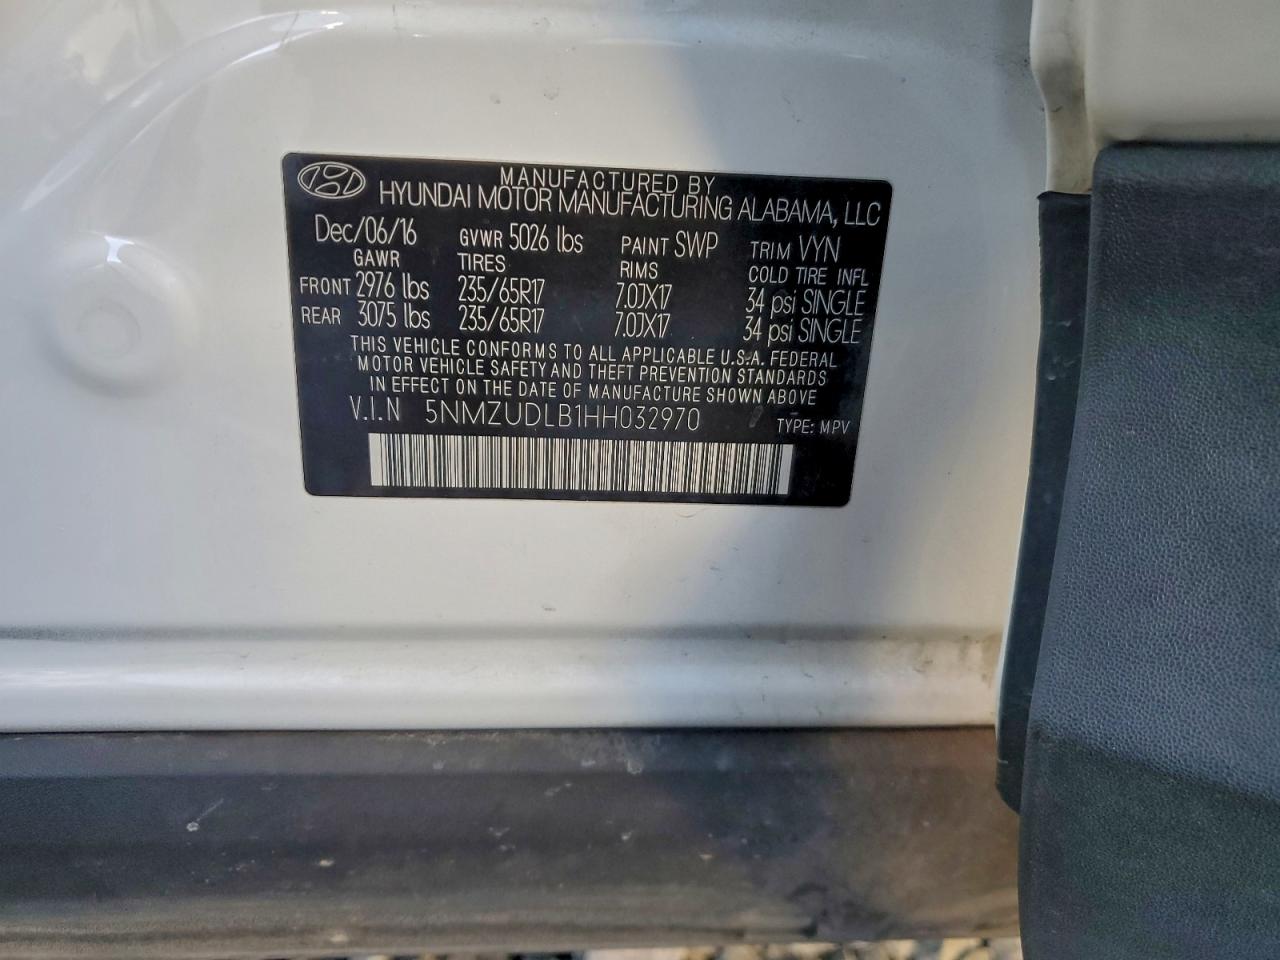 MANUFACTURED BY
HYUNDAI MOTOR MANUFACTURING ALABAMA, LLC
Dec/06/16 GVWR 5026 lbs PAINT SWP TRIM VYN
GAWR TIRES RIMS COLD TIRE INFL
FRONT 2976 lbs 235/65R17 7.0JX17 34 psi SINGLE
REAR 3075 lbs 235/65R17 7.0JX17 34 psi SINGLE
THIS VEHICLE CONFORMS TO ALL APPLICABLE U.S.A. FEDERAL
MOTOR VEHICLE SAFETY AND THEFT PREVENTION STANDARDS
IN EFFECT ON THE DATE OF MANUFACTURE SHOWN ABOVE
V.I.N 5NMZUDLB1HH032970 TYPE: MPV